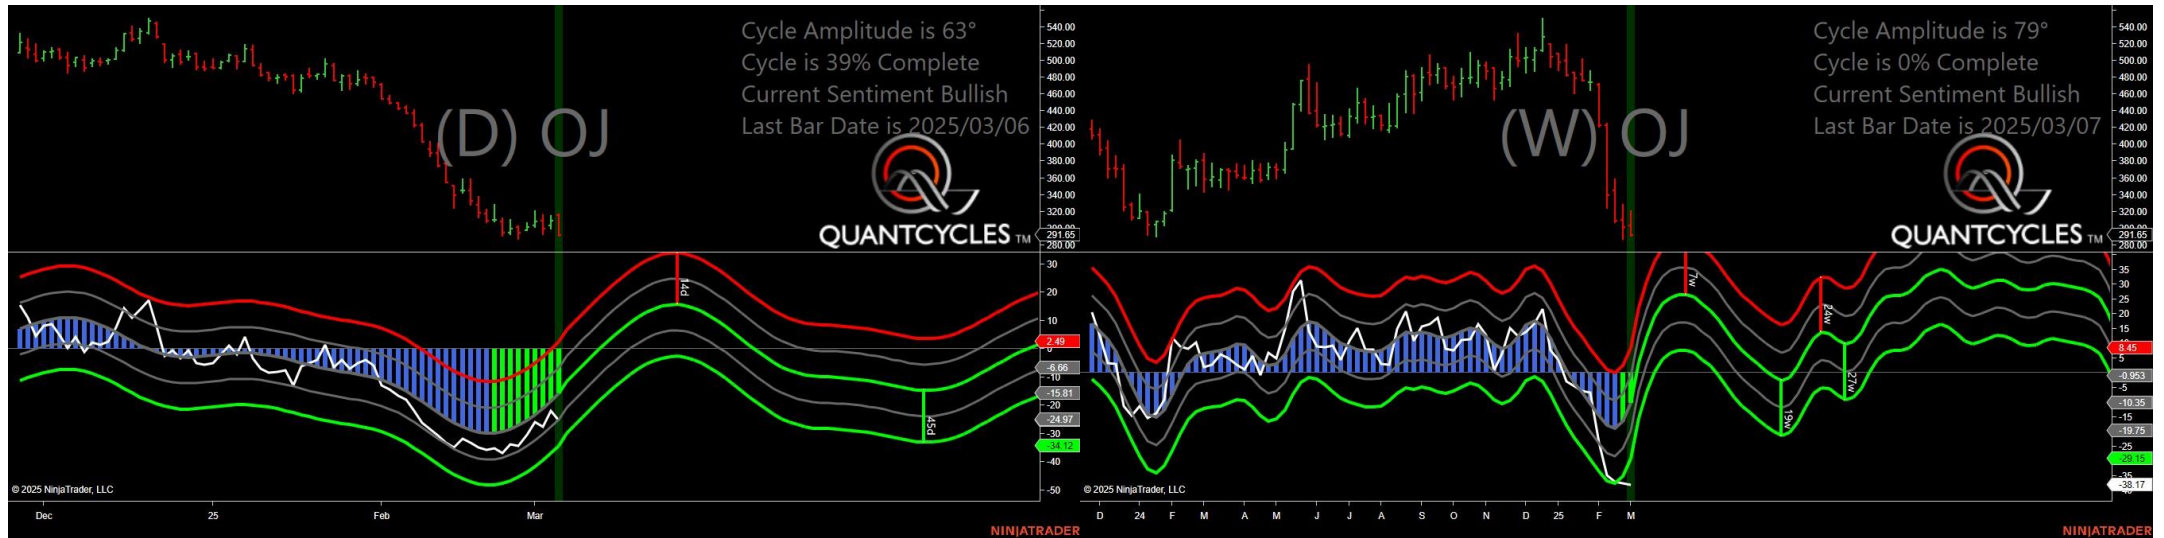 Cycle Amplitude is 63°
Cycle is 39% Complete
Current Sentiment Bullish
Last Bar Date is 2025/03/06
(D) OJ
QUANTCYCLES TM
540.00
520.00
500.00
480.00
460.00
440.00
420.00
400.00
380.00
360.00
340.00
320.00
291.65
280.00
14d
45d
30
20
10
2.49
0
-6.66
-10
-15.81
-20
-24.97
-30
-34.12
-40
-50
© 2025 NinjaTrader, LLC
Dec 25 Feb Mar
NINJATRADER
Cycle Amplitude is 79°
Cycle is 0% Complete
Current Sentiment Bullish
Last Bar Date is 2025/03/07
(W) OJ
QUANTCYCLES TM
540.00
520.00
500.00
480.00
460.00
440.00
420.00
400.00
380.00
360.00
340.00
320.00
291.65
280.00
7w
24w
19w
27w
35
30
25
20
15
8.45
5
-0.953
-5
-10.35
-15
-19.75
-25
-29.15
-35
-38.17
© 2025 NinjaTrader, LLC
D 24 F M A M J J A S O N D 25 F M
NINJATRADER